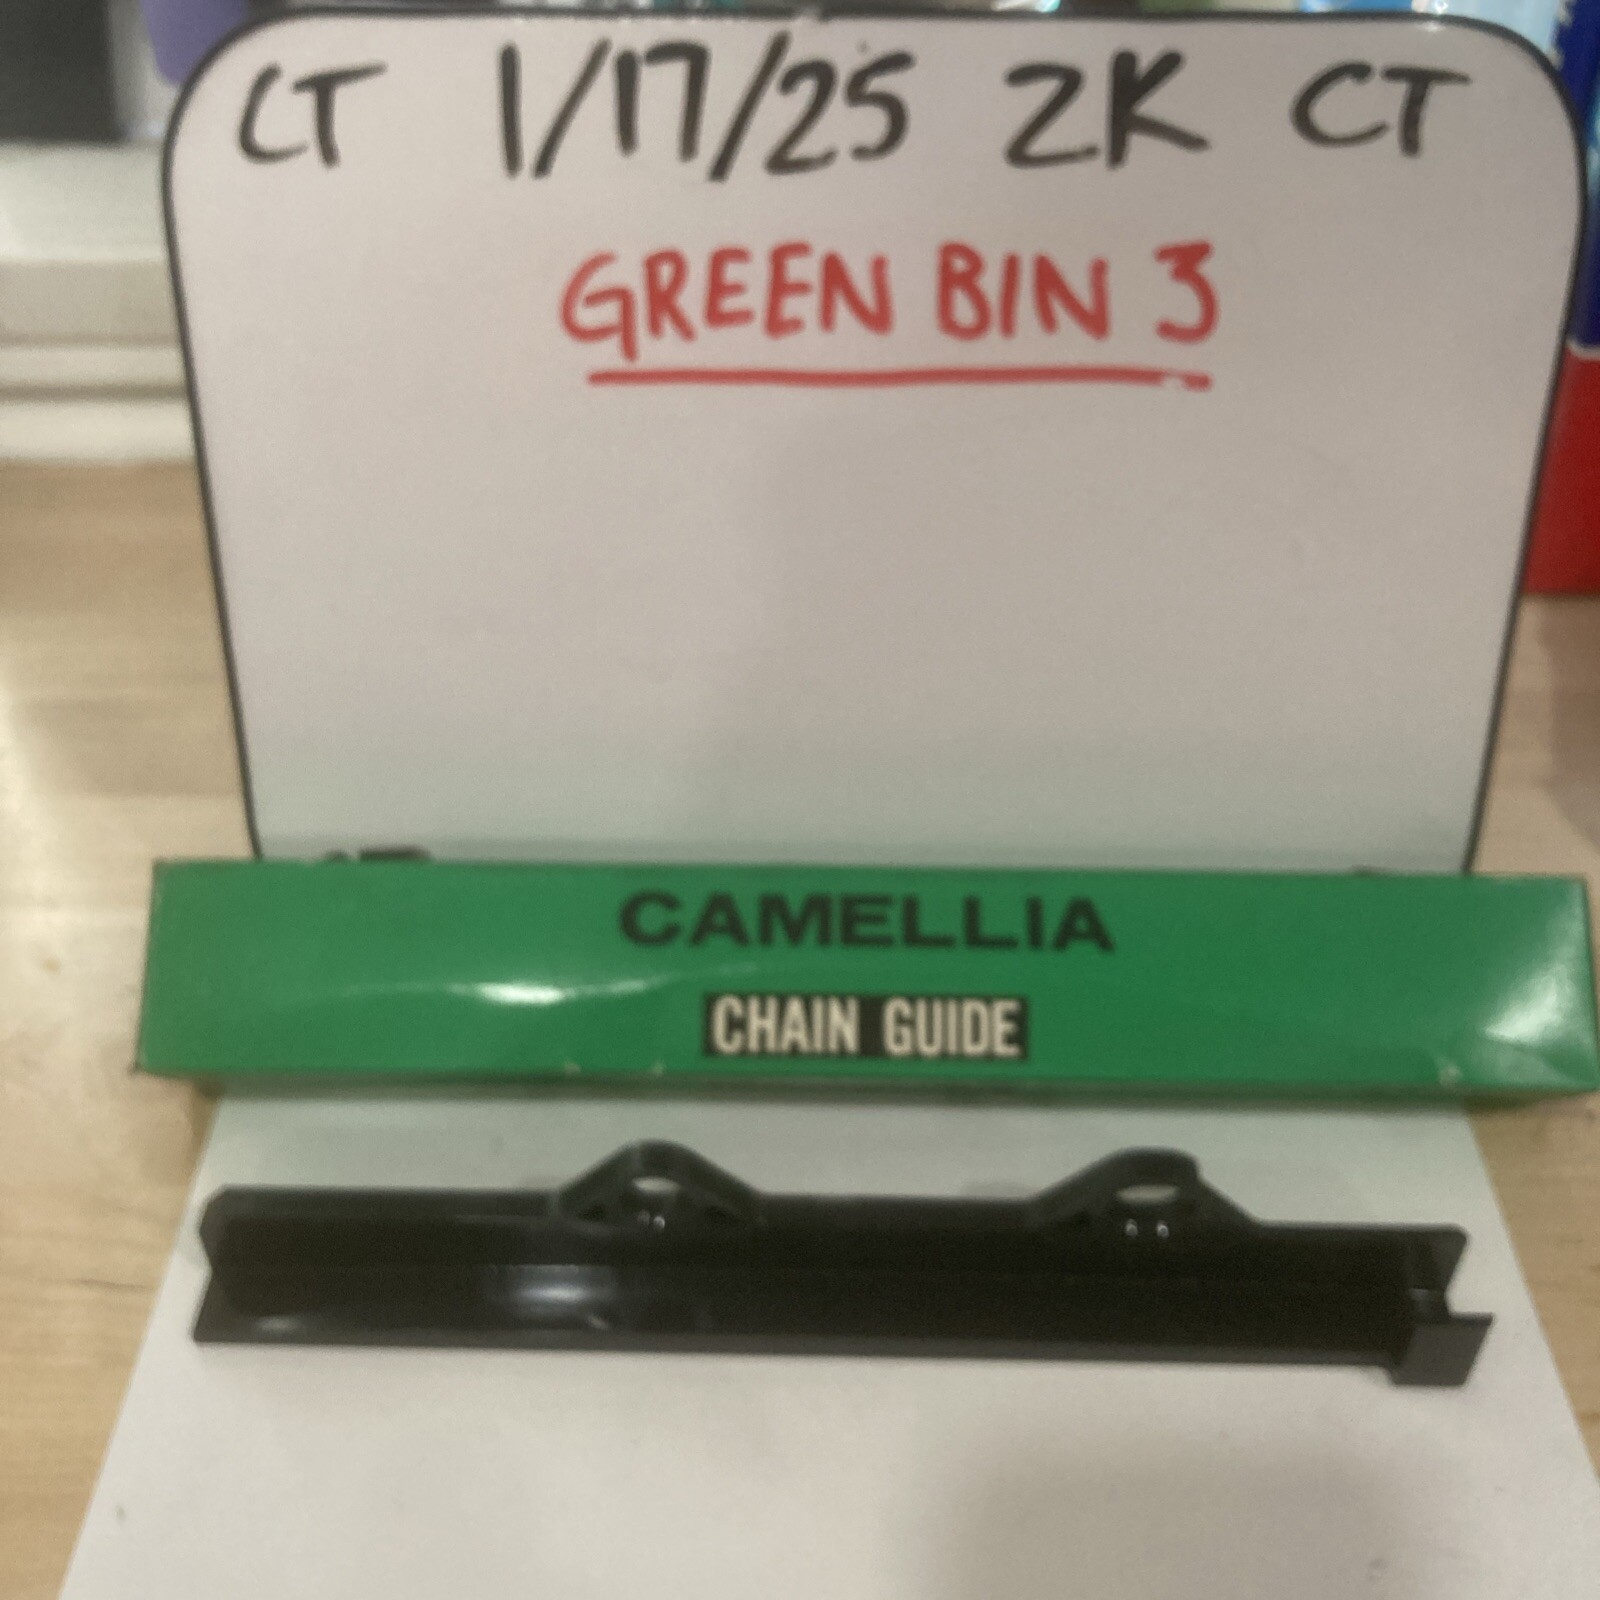 CT 1/17/25 2K CT
GREEN BIN 3
CAMELLIA
CHAIN GUIDE